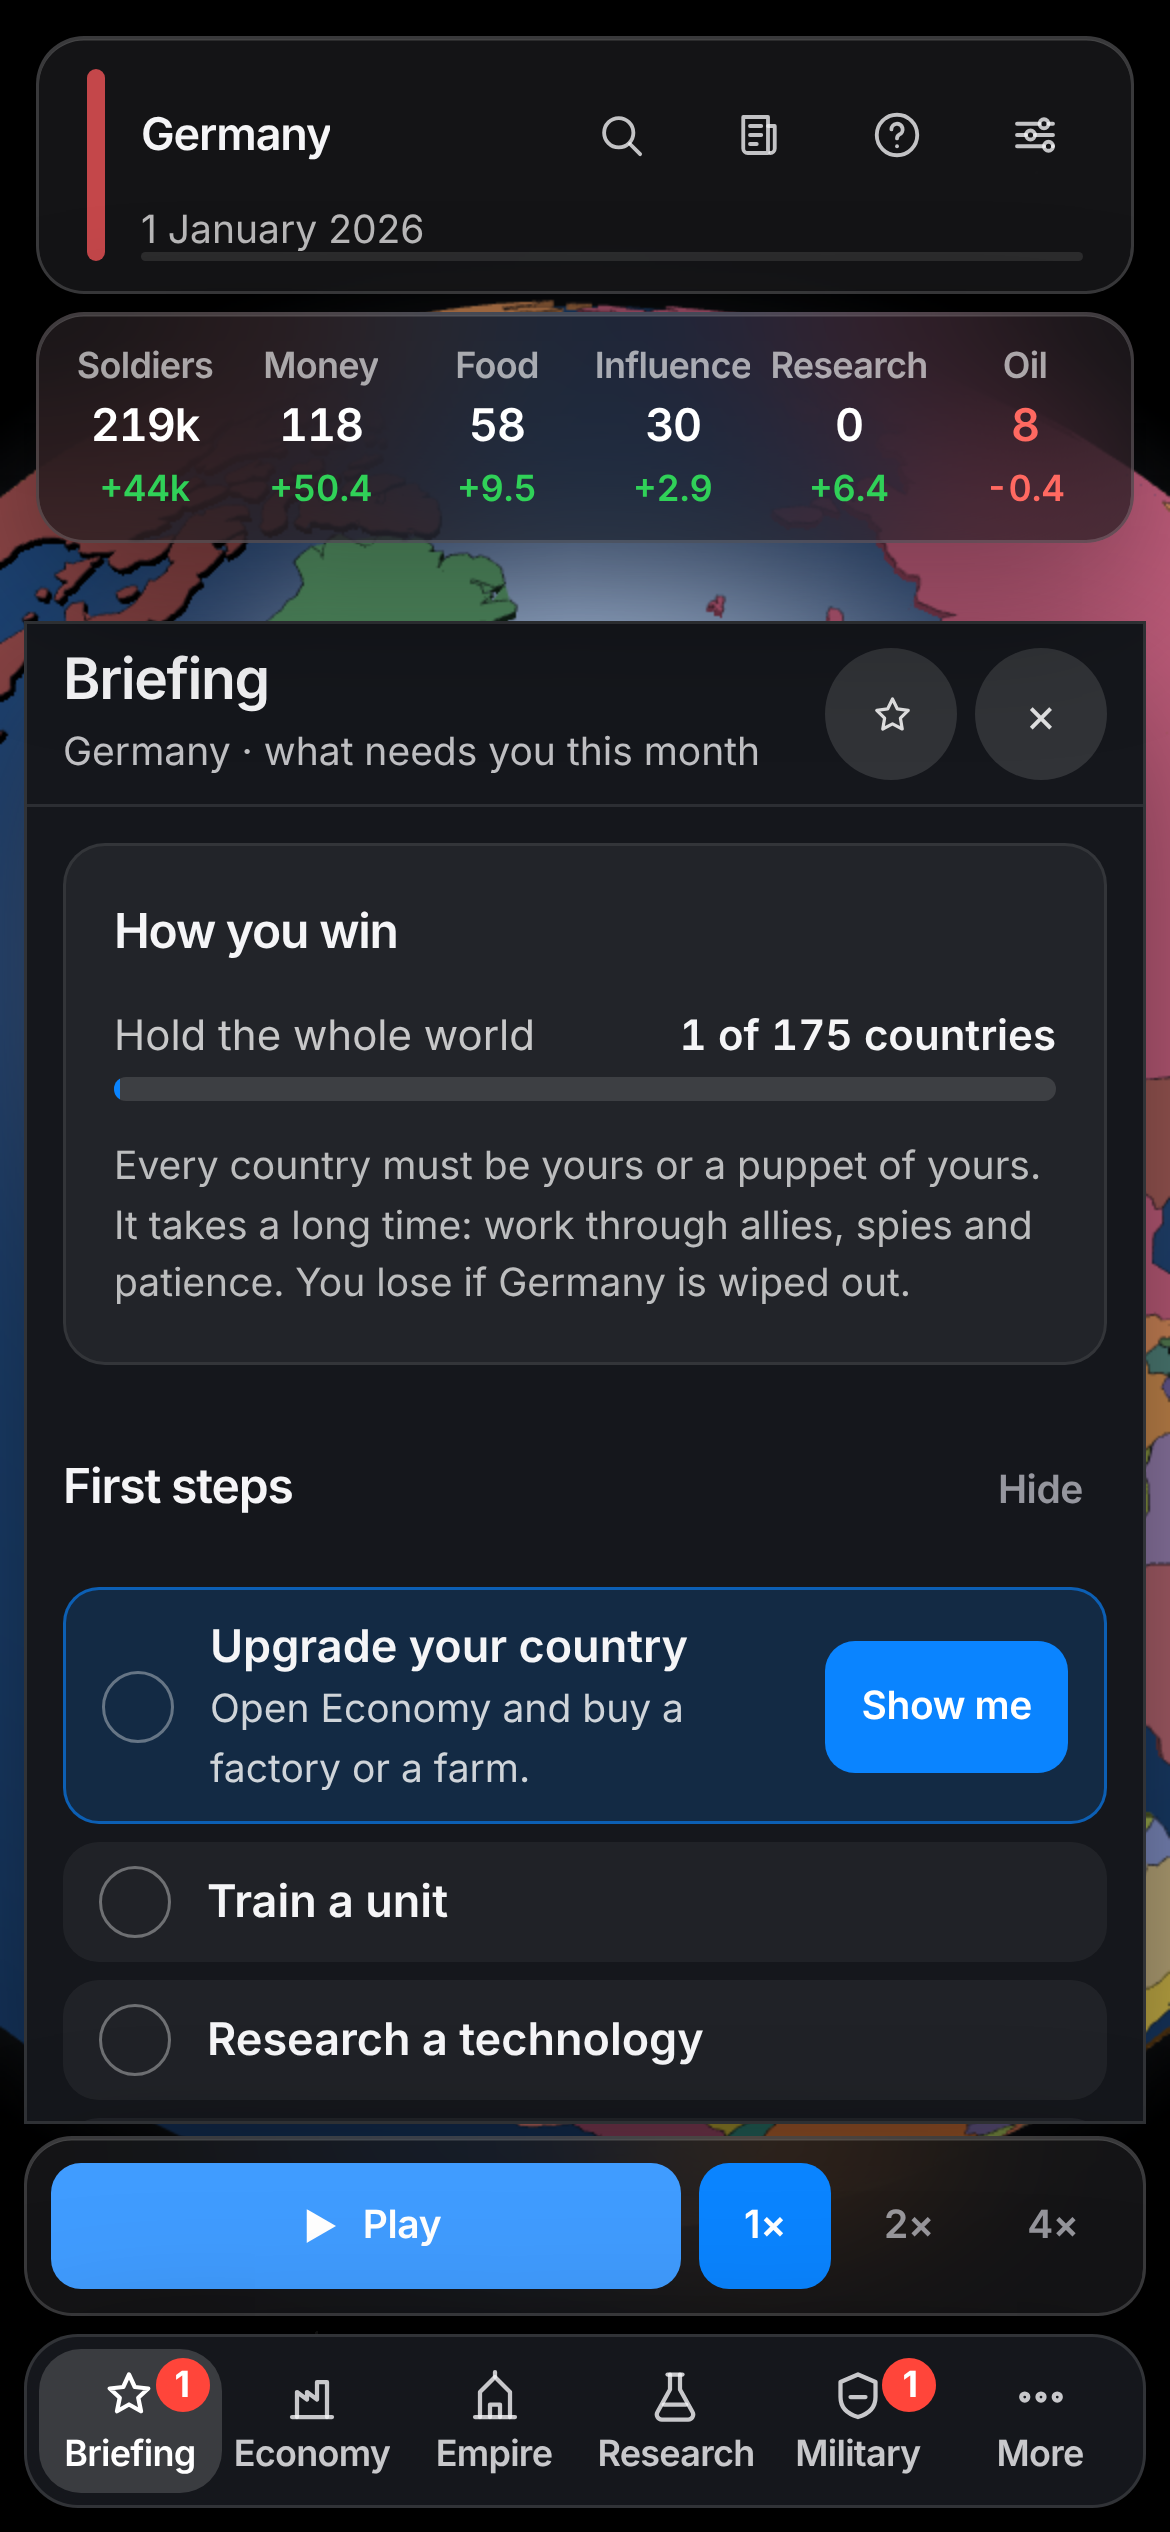 Germany
1 January 2026
Soldiers Money Food Influence Research Oil
219k 118 58 30 0 8
+44k +50.4 +9.5 +2.9 +6.4 -0.4
Briefing
Germany · what needs you this month
How you win
Hold the whole world 1 of 175 countries
Every country must be yours or a puppet of yours.
It takes a long time: work through allies, spies and
patience. You lose if Germany is wiped out.
First steps Hide
Upgrade your country
Open Economy and buy a
factory or a farm.
Show me
Train a unit
Research a technology
Play 1× 2× 4×
1 1
Briefing Economy Empire Research Military More